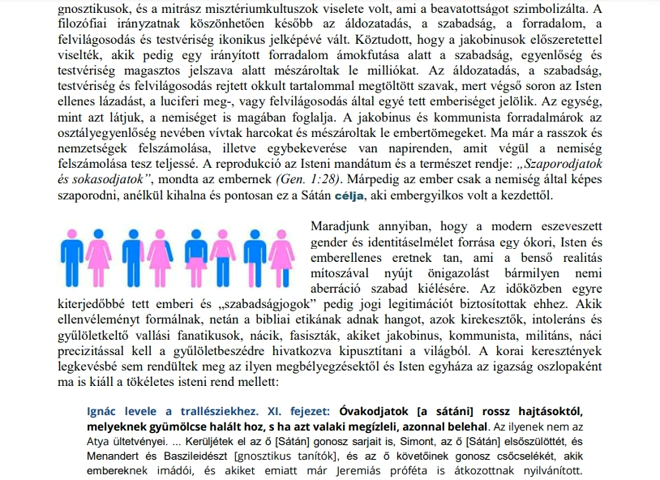 gnosztikusok, és a mitrász misztériumkultuszok viselete volt, ami a beavatottságot szimbolizálta. A
filozófiai irányzatnak köszönhetően később az áldozatadás, a szabadság, a forradalom, a
felvilágosodás és testvériség ikonikus jelképévé vált. Köztudott, hogy a jakobinusok előszeretettel
viselték, akik pedig egy irányított forradalom ámokfutása alatt a szabadság, egyenlőség és
testvériség magasztos jelszava alatt mészároltak le milliókat. Az áldozatadás, a szabadság,
testvériség és felvilágosodás rejtett okkult tartalommal megtöltött szavak, mert végső soron az Isten
ellenes lázadást, a luciferi meg-, vagy felvilágosodás által egyé tett emberiséget jelölik. Az egység,
mint azt látjuk, a nemiséget is magában foglalja. A jakobinus és kommunista forradalmárok az
osztályegyenlőség nevében vívtak harcokat és mészároltak le embertömegeket. Ma már a rasszok és
nemzetségek felszámolása, illetve egybekeverése van napirenden, amit végül a nemiség
felszámolása tesz teljessé. A reprodukció az Isteni mandátum és a természet rendje: „Szaporodjatok
és sokasodjatok”, mondta az embernek (Gen. 1:28). Márpedig az ember csak a nemiség által képes
szaporodni, anélkül kihalna és pontosan ez a Sátán célja, aki embergyilkos volt a kezdettől.
Maradjunk annyiban, hogy a modern eszeveszett
gender és identitáselmélet forrása egy ókori, Isten és
emberellenes eretnek tan, ami a benső realitás
mítoszával nyújt önigazolást bármilyen nemi
aberráció szabad kiélésére. Az időközben egyre
kiterjedőbbé tett emberi és „szabadságjogok” pedig jogi legitimációt biztosítottak ehhez. Akik
ellenvéleményt formálnak, netán a bibliai etikának adnak hangot, azok kirekesztők, intoleráns és
gyűlöletkeltő vallási fanatikusok, nácik, fasiszták, akiket jakobinus, kommunista, militáns, náci
precizitással kell a gyűlöletbeszédre hivatkozva kipusztítani a világból. A korai keresztények
legkevésbé sem rendültek meg az ilyen megbélyegzésektől és Isten egyháza az igazság oszlopaként
ma is kiáll a tökéletes isteni rend mellett:
Ignác levele a trallésziekhez. XI. fejezet: Óvakodjatok [a sátáni] rossz hajtásoktól,
melyeknek gyümölcse halált hoz, s ha azt valaki megízleli, azonnal belehal. Az ilyenek nem az
Atya ültetvényei. ... Kerüljétek el az ő [Sátán] gonosz sarjait is, Simont, az ő [Sátán] elsőszülöttét, és
Menandert és Baszileidészt [gnosztikus tanítók], és az ő követőinek gonosz csőcselékét, akik
embereknek imádói, és akiket emiatt már Jeremiás próféta is átkozottnak nyilvánított.